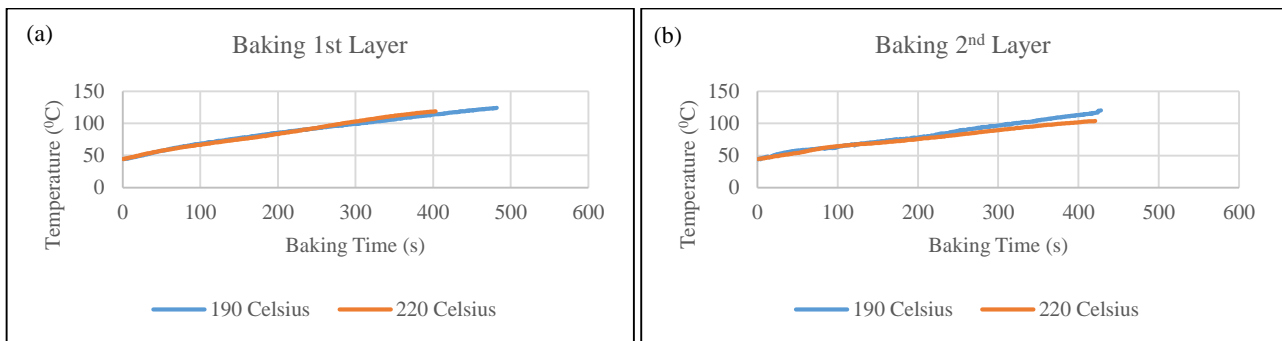 (a)
Baking 1st Layer
Temperature (⁰C)
150
100
50
0
0 100 200 300 400 500 600
Baking Time (s)
190 Celsius 220 Celsius
(b)
Baking 2ⁿᵈ Layer
Temperature (⁰C)
150
100
50
0
0 100 200 300 400 500 600
Baking Time (s)
190 Celsius 220 Celsius